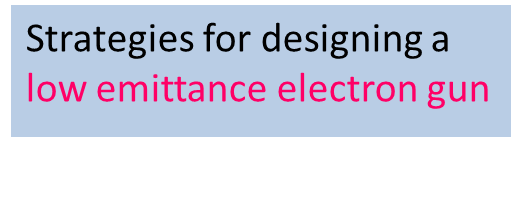 Strategies for designing a
low emittance electron gun